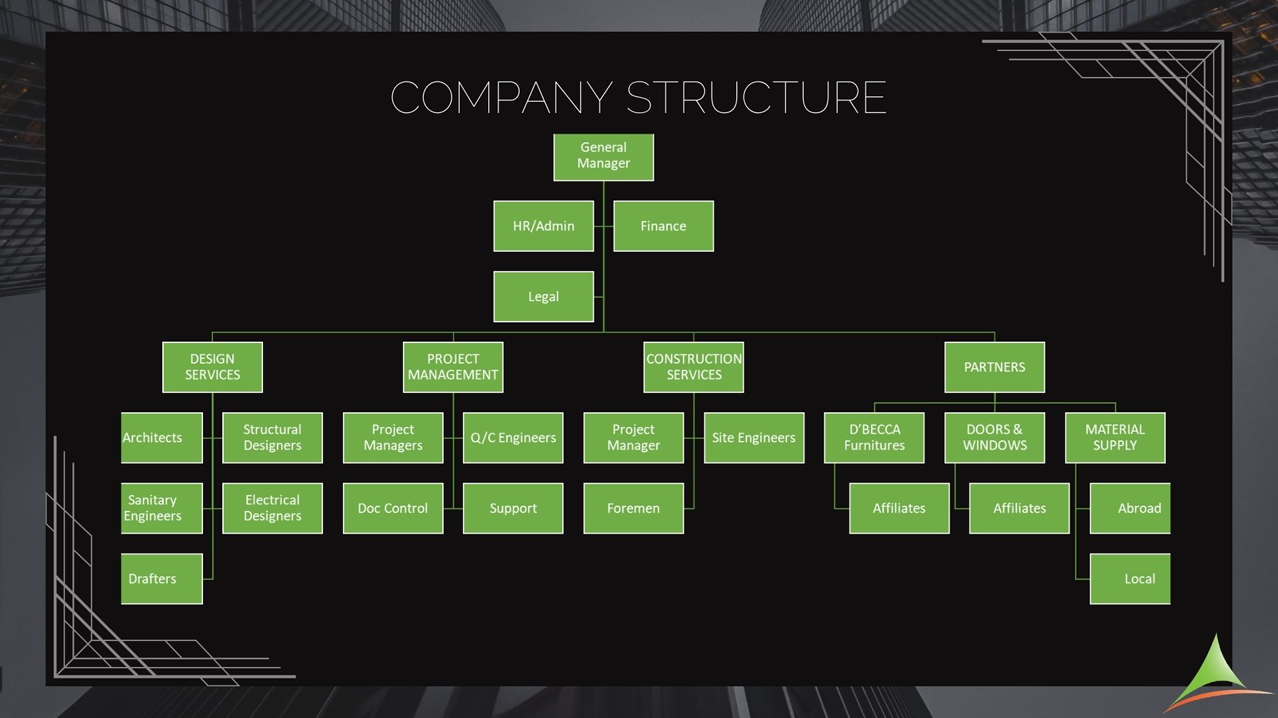 COMPANY STRUCTURE
General
Manager
HR/Admin
Finance
Legal
DESIGN
SERVICES
PROJECT
MANAGEMENT
CONSTRUCTION
SERVICES
PARTNERS
Architects
Structural
Designers
Project
Managers
Q/C Engineers
Project
Manager
Site Engineers
D’BECCA
Furnitures
DOORS &
WINDOWS
MATERIAL
SUPPLY
Sanitary
Engineers
Electrical
Designers
Doc Control
Support
Foremen
Affiliates
Affiliates
Abroad
Drafters
Local